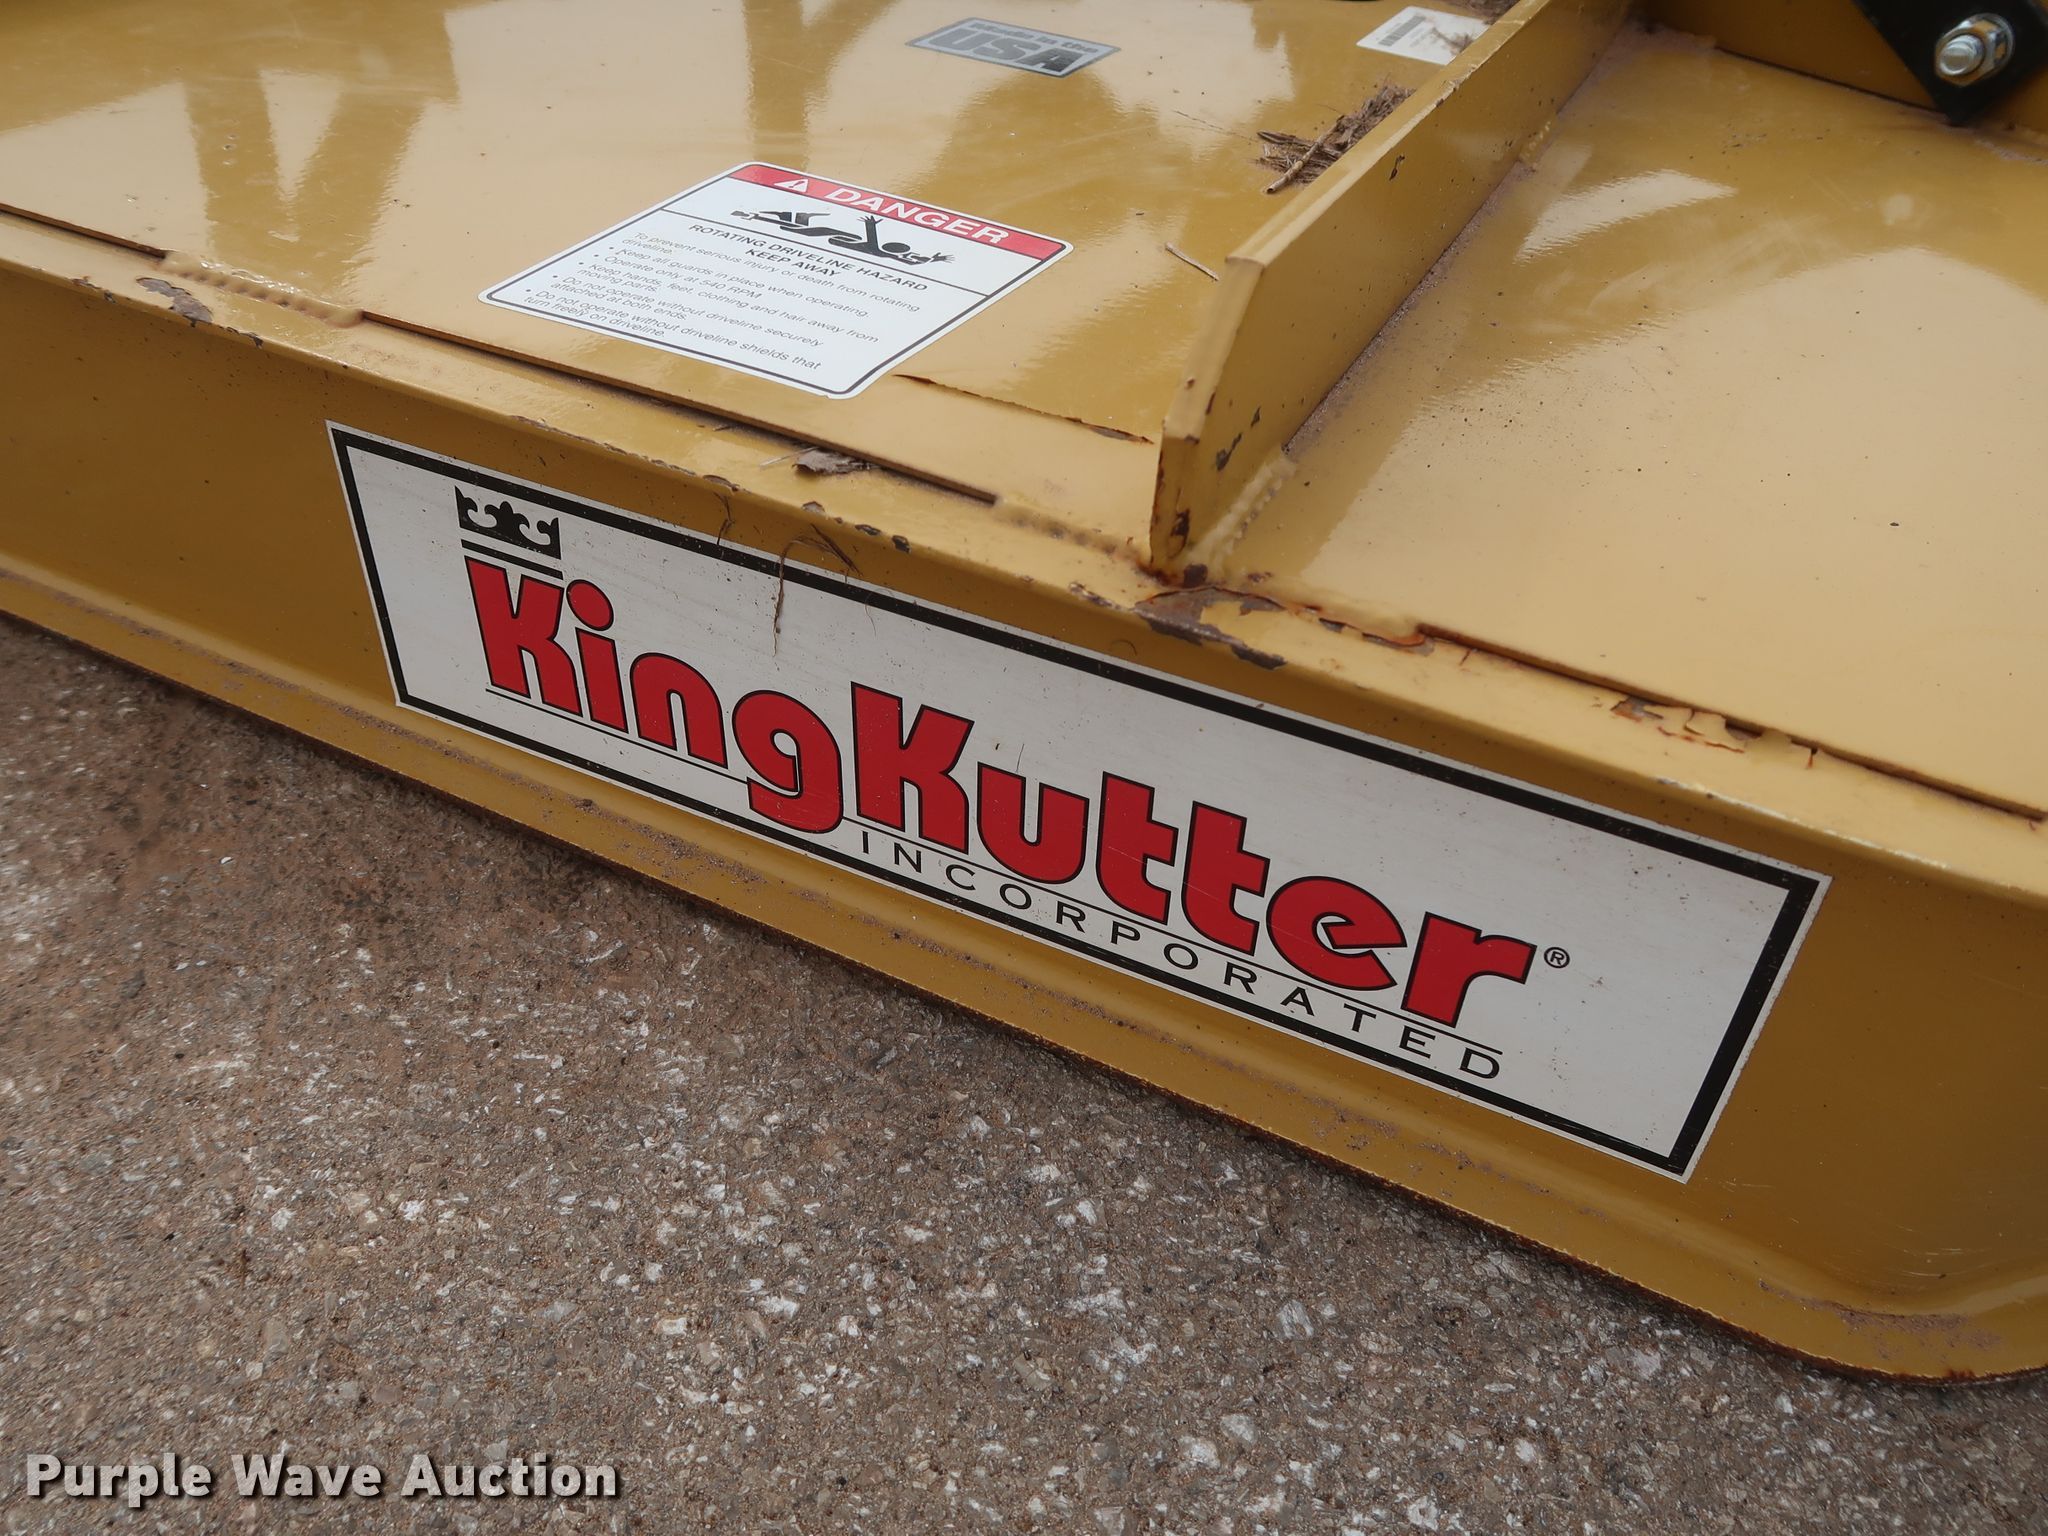 Made in the
USA
DANGER
ROTATING DRIVELINE HAZARD
KEEP AWAY
To prevent serious injury or death from rotating
driveline
• Keep all guards in place when operating
• Operate only at 540 RPM
• Keep hands, feet, clothing and hair away from
moving parts.
• Do not operate without driveline securely
attached at both ends.
• Do not operate without driveline shields that
turn freely on driveline.
KingKutter®
INCORPORATED
Purple Wave Auction